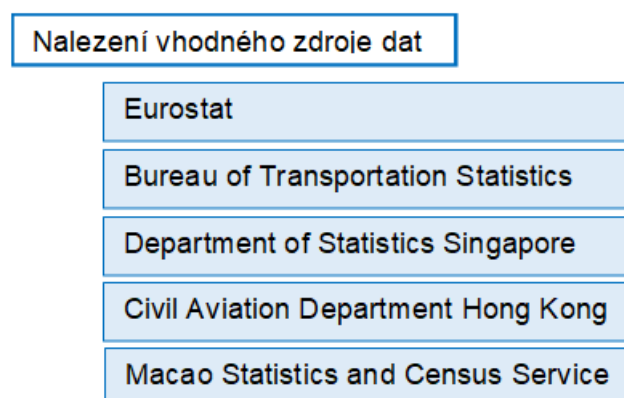 Nalezení vhodného zdroje dat
Eurostat
Bureau of Transportation Statistics
Department of Statistics Singapore
Civil Aviation Department Hong Kong
Macao Statistics and Census Service